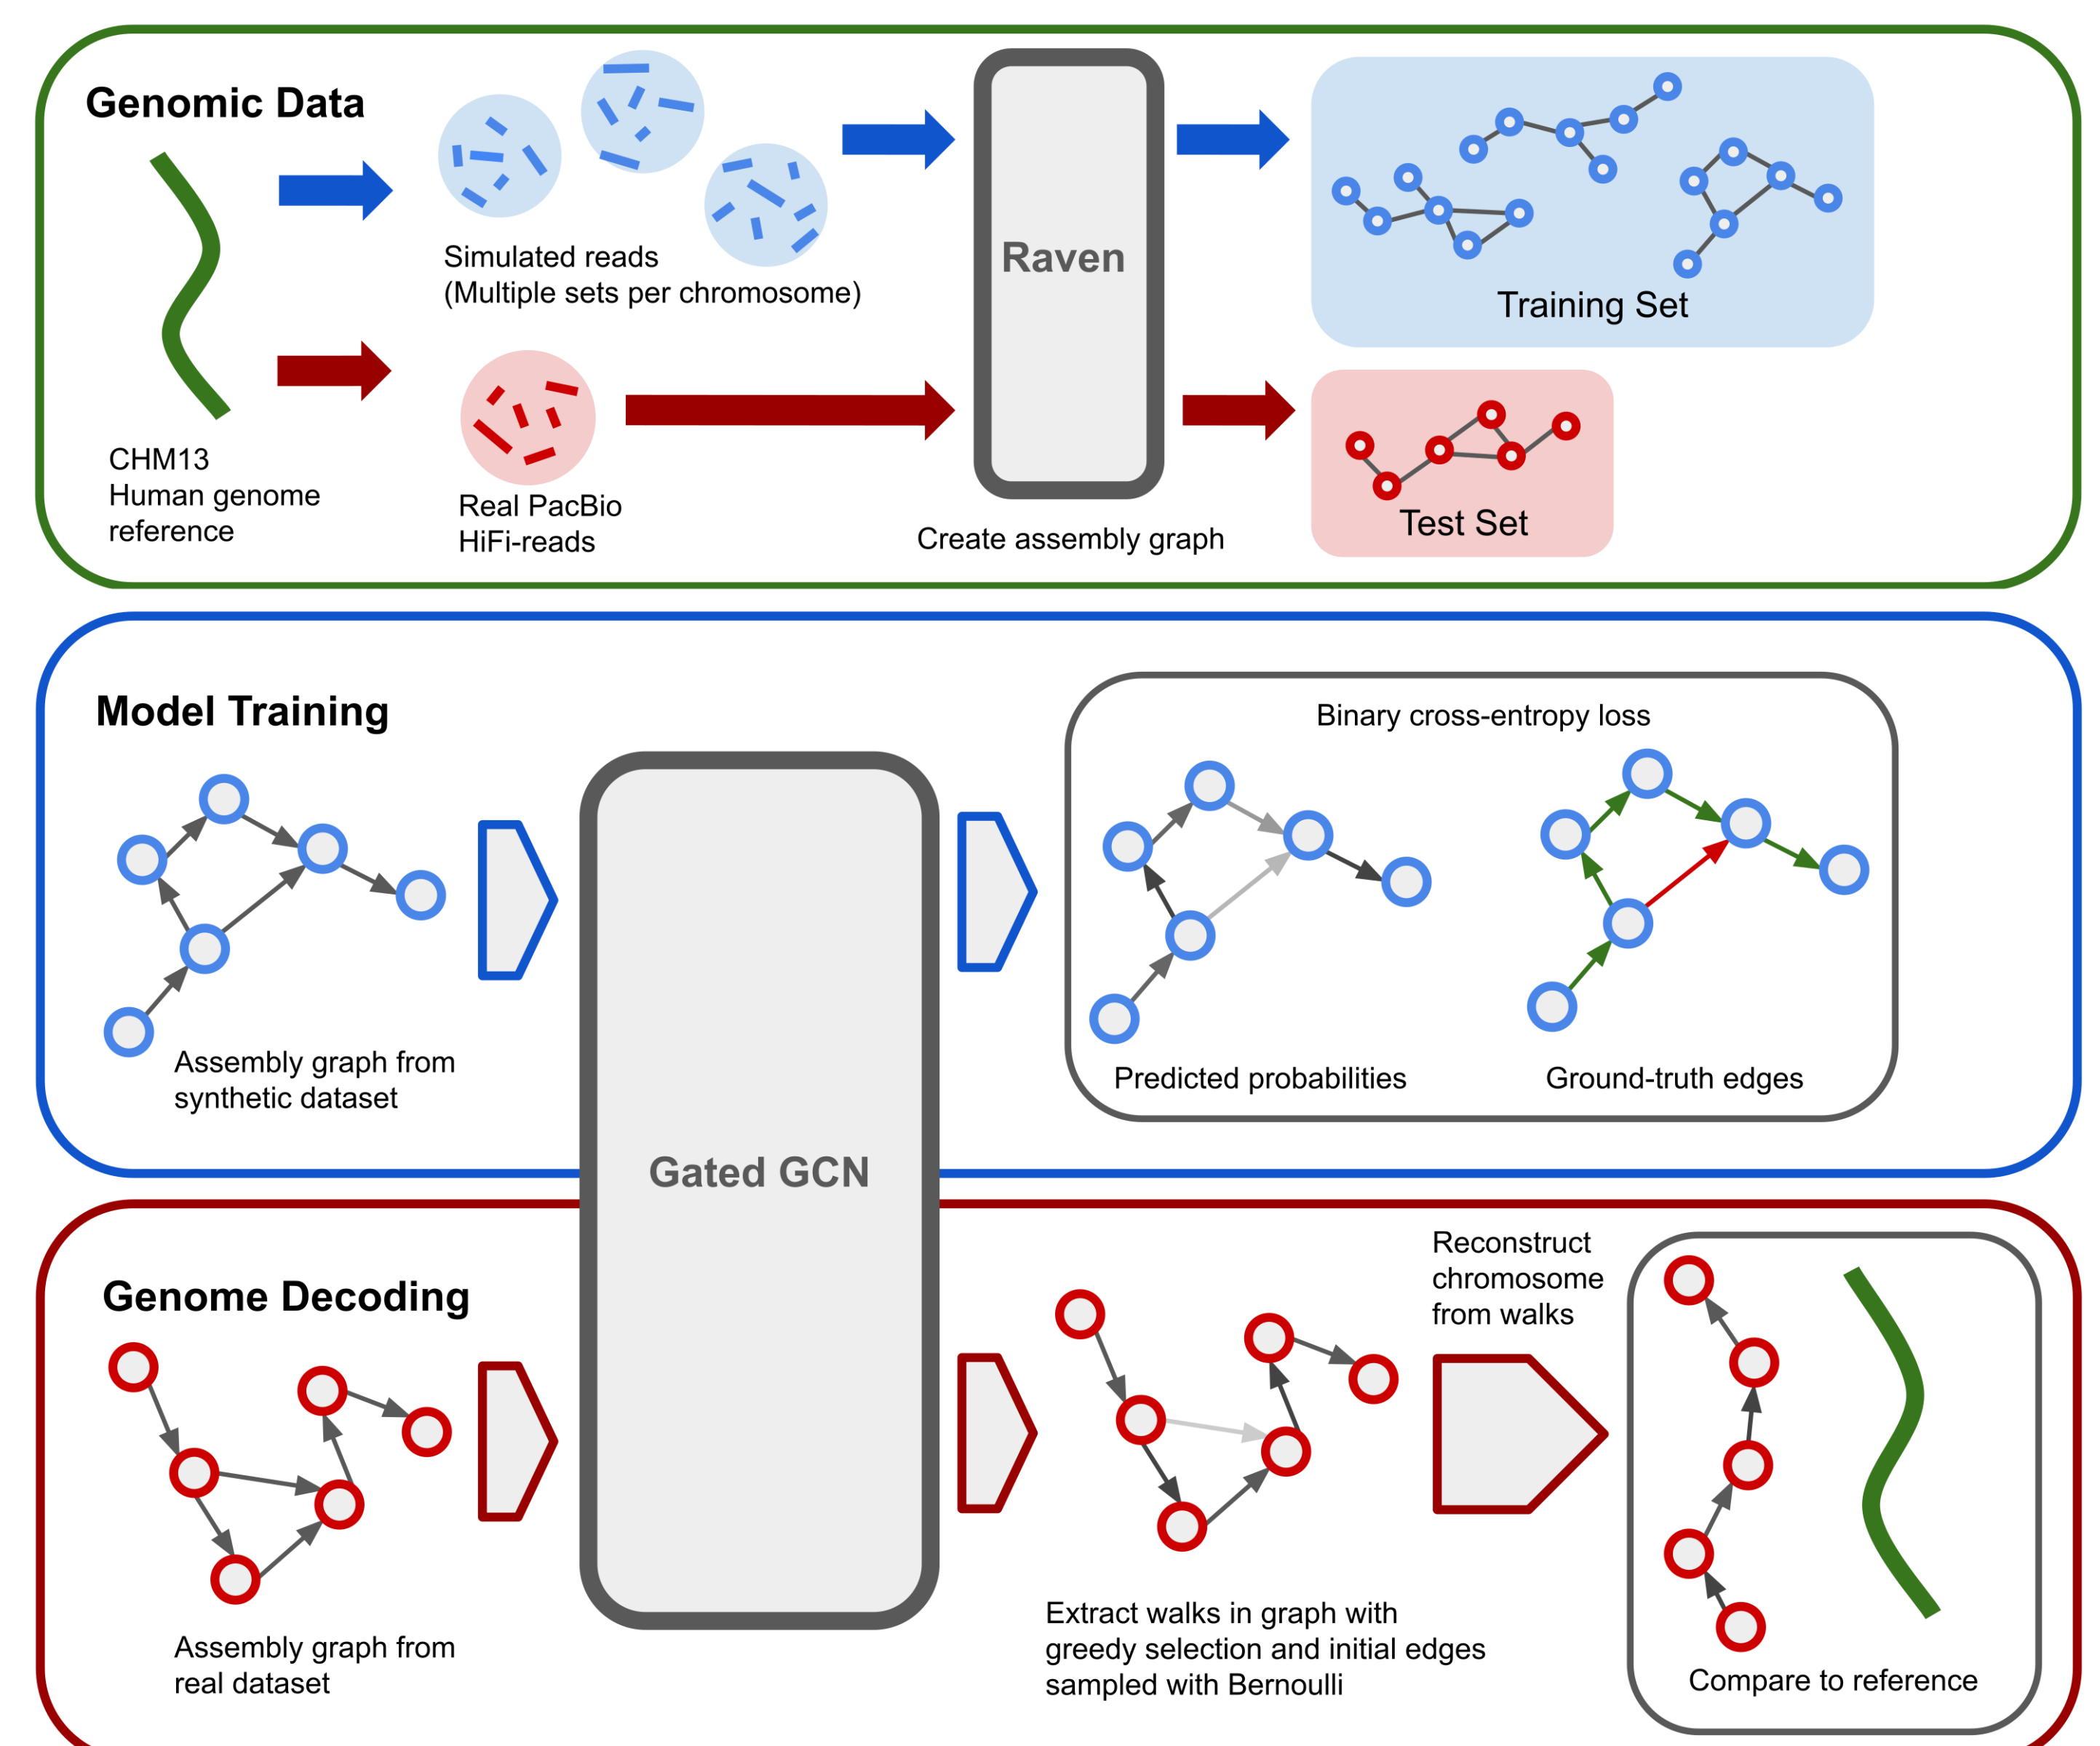 Genomic Data
Simulated reads
(Multiple sets per chromosome)
CHM13
Human genome
reference
Real PacBio
HiFi-reads
Raven
Create assembly graph
Training Set
Test Set
Model Training
Assembly graph from
synthetic dataset
Gated GCN
Binary cross-entropy loss
Predicted probabilities
Ground-truth edges
Genome Decoding
Assembly graph from
real dataset
Extract walks in graph with
greedy selection and initial edges
sampled with Bernoulli
Reconstruct
chromosome
from walks
Compare to reference